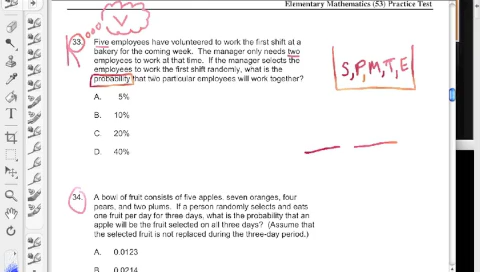 Elementary Mathematics (53) Practice Test
V
33. Five employees have volunteered to work the first shift at a
bakery for the coming week. The manager only needs two
employees to work at that time. If the manager selects the
employees to work the first shift randomly, what is the
probability that two particular employees will work together?
S, P, M, T, E
A. 5%
B. 10%
C. 20%
D. 40%
34. A bowl of fruit consists of five apples, seven oranges, four
pears, and two plums. If a person randomly selects and eats
one fruit per day for three days, what is the probability that an
apple will be the fruit selected on all three days? (Assume that
the selected fruit is not replaced during the three-day period.)
A. 0.0123
B. 0.0214